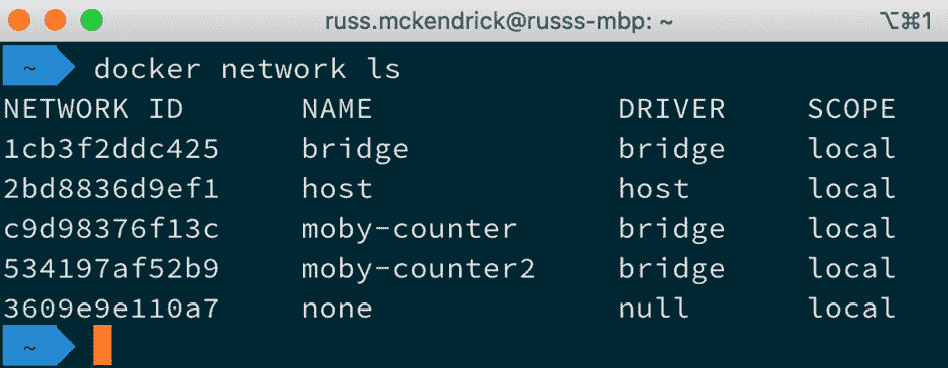 russ.mckendrick@russs-mbp: ~ ⌥⌘1
~ docker network ls
NETWORK ID NAME DRIVER SCOPE
1cb3f2ddc425 bridge bridge local
2bd8836d9ef1 host host local
c9d98376f13c moby-counter bridge local
534197af52b9 moby-counter2 bridge local
3609e9e110a7 none null local
~